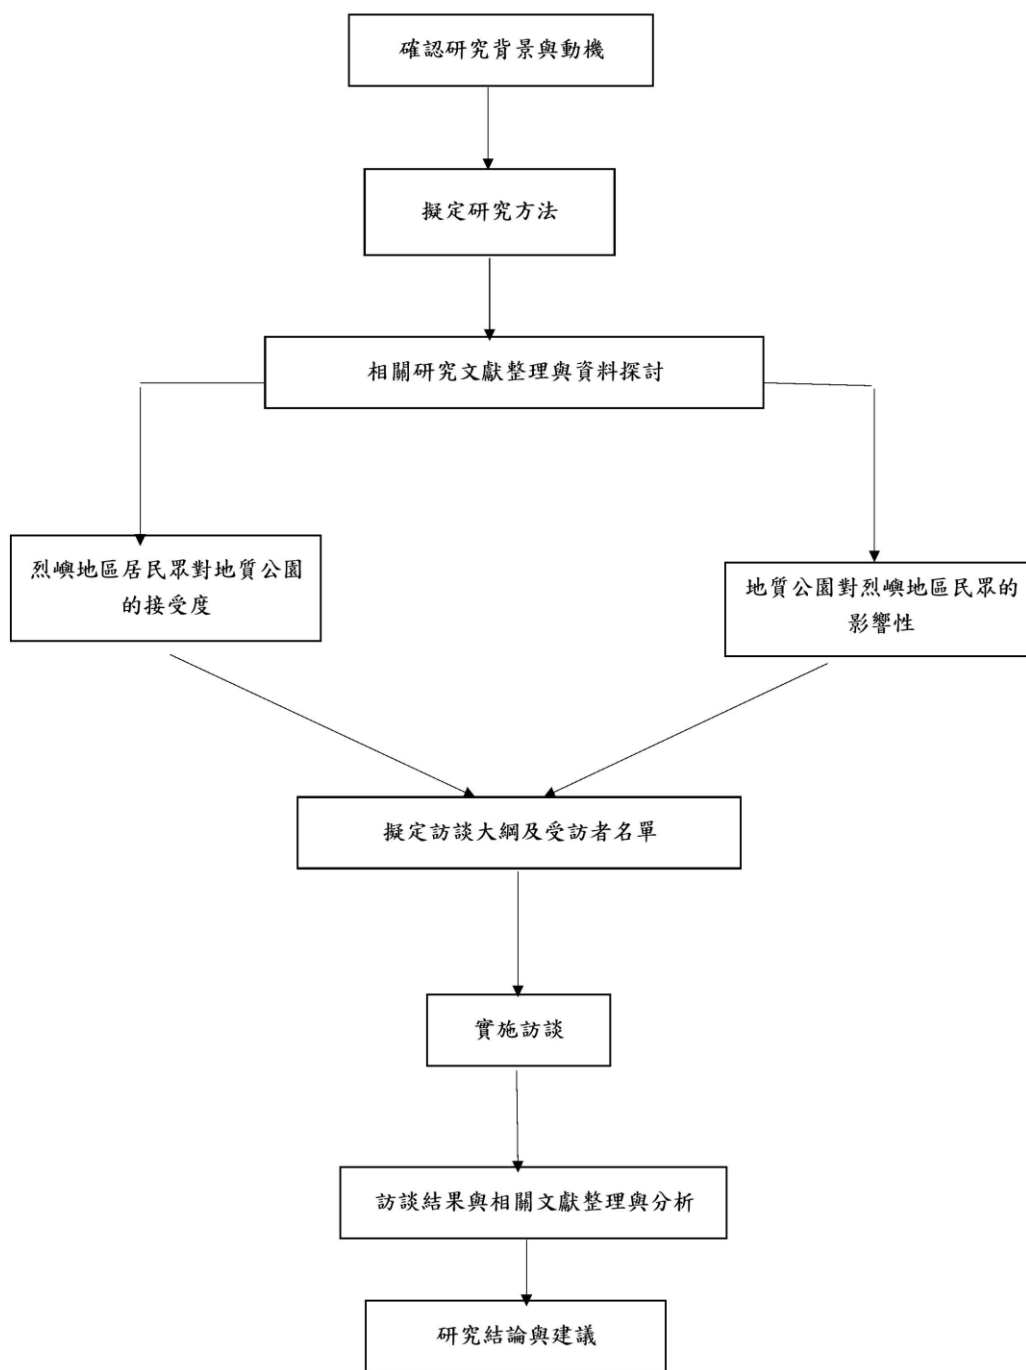 確認研究背景與動機
擬定研究方法
相關研究文獻整理與資料探討
烈嶼地區居民眾對地質公園
的接受度
地質公園對烈嶼地區民眾的
影響性
擬定訪談大綱及受訪者名單
實施訪談
訪談結果與相關文獻整理與分析
研究結論與建議